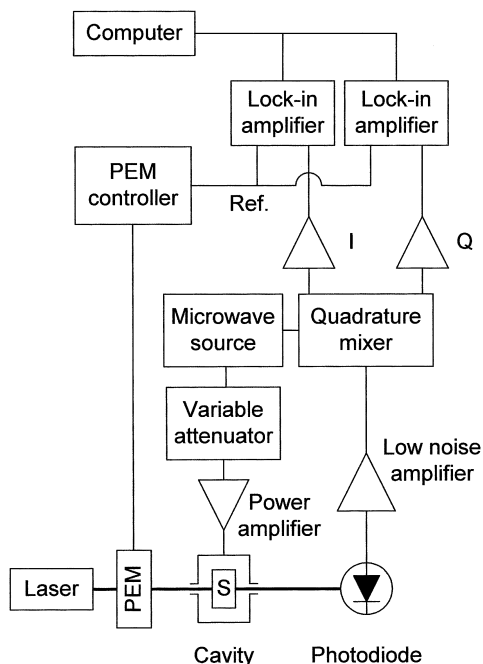 Computer
Lock-in
amplifier
Lock-in
amplifier
PEM
controller
Ref.
I
Q
Microwave
source
Quadrature
mixer
Variable
attenuator
Low noise
amplifier
Power
amplifier
Laser
PEM
S
Cavity
Photodiode